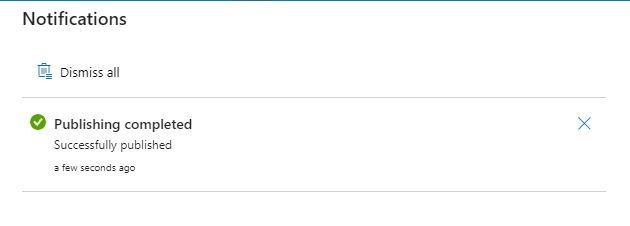 Notifications
Dismiss all
Publishing completed
Successfully published
a few seconds ago